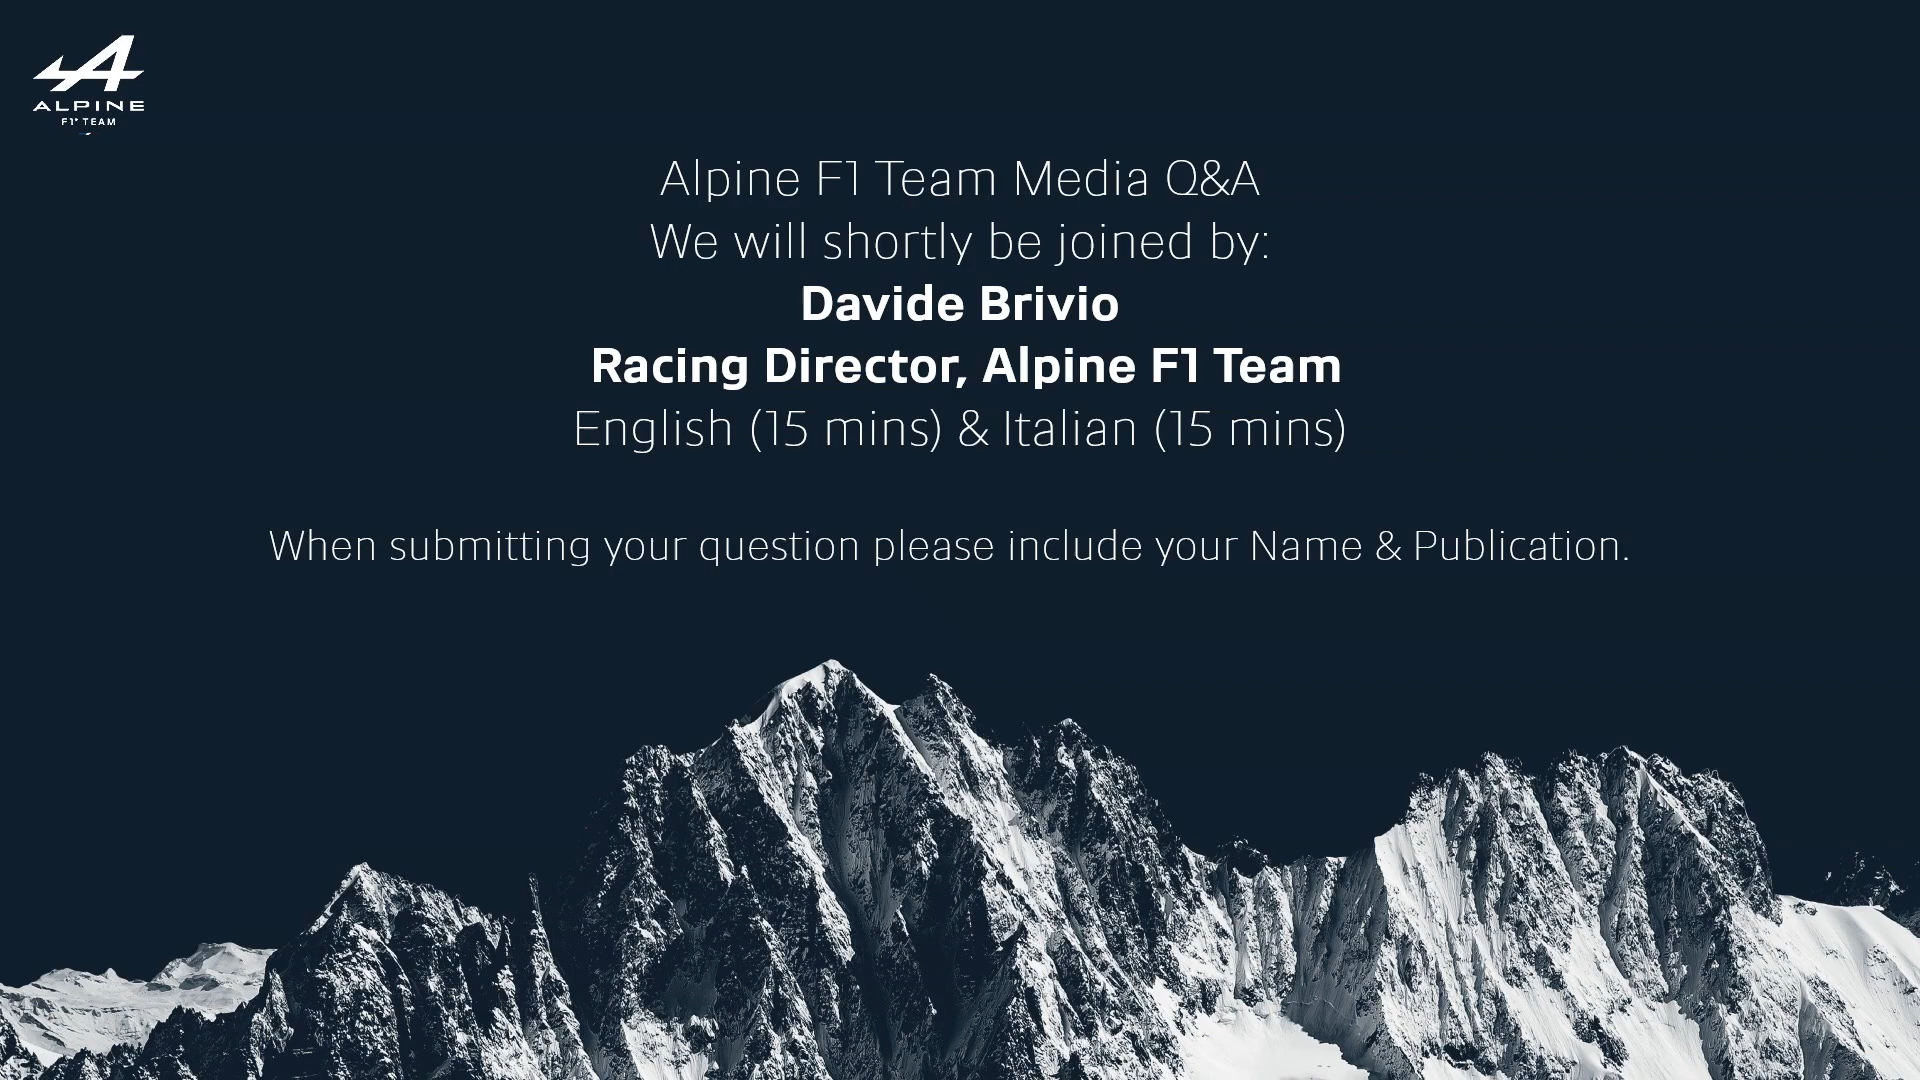 ALPINE
F1® TEAM
Alpine F1 Team Media Q&A
We will shortly be joined by:
Davide Brivio
Racing Director, Alpine F1 Team
English (15 mins) & Italian (15 mins)
When submitting your question please include your Name & Publication.